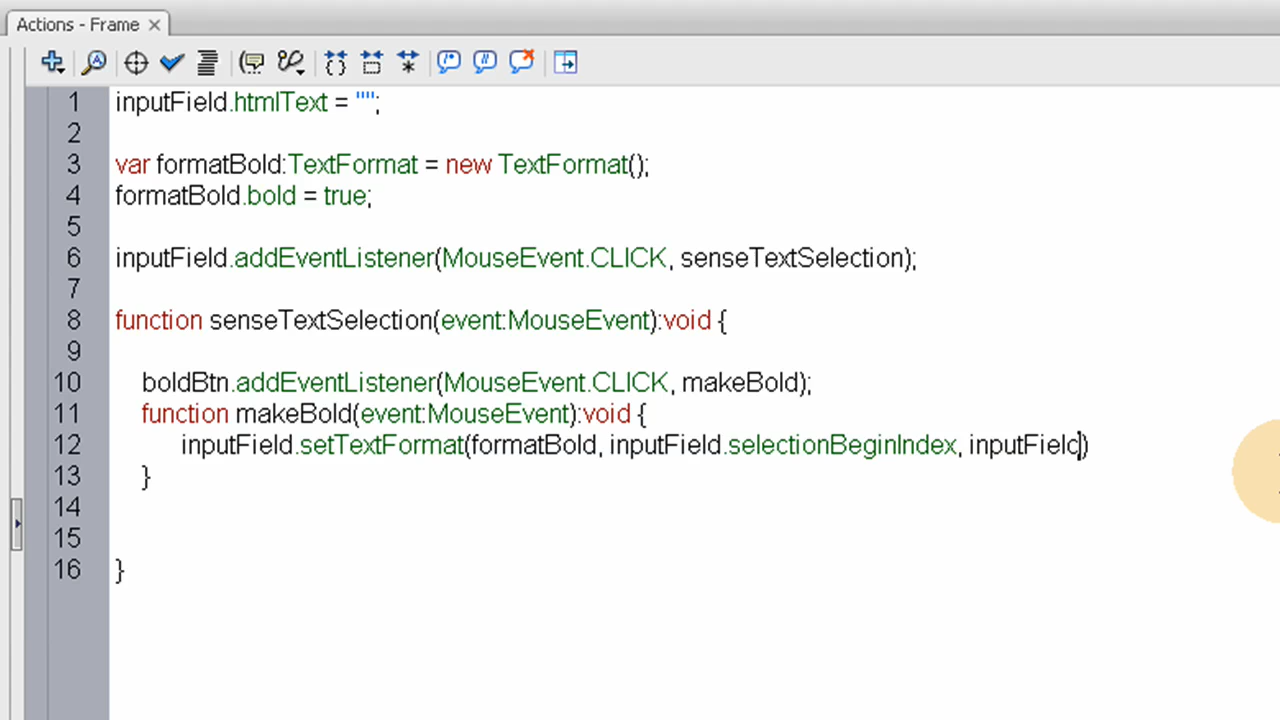 Actions - Frame ×
1 inputField.htmlText = "";
2
3 var formatBold:TextFormat = new TextFormat();
4 formatBold.bold = true;
5
6 inputField.addEventListener(MouseEvent.CLICK, senseTextSelection);
7
8 function senseTextSelection(event:MouseEvent):void {
9
10 boldBtn.addEventListener(MouseEvent.CLICK, makeBold);
11 function makeBold(event:MouseEvent):void {
12 inputField.setTextFormat(formatBold, inputField.selectionBeginIndex, inputField)
13 }
14
15
16 }